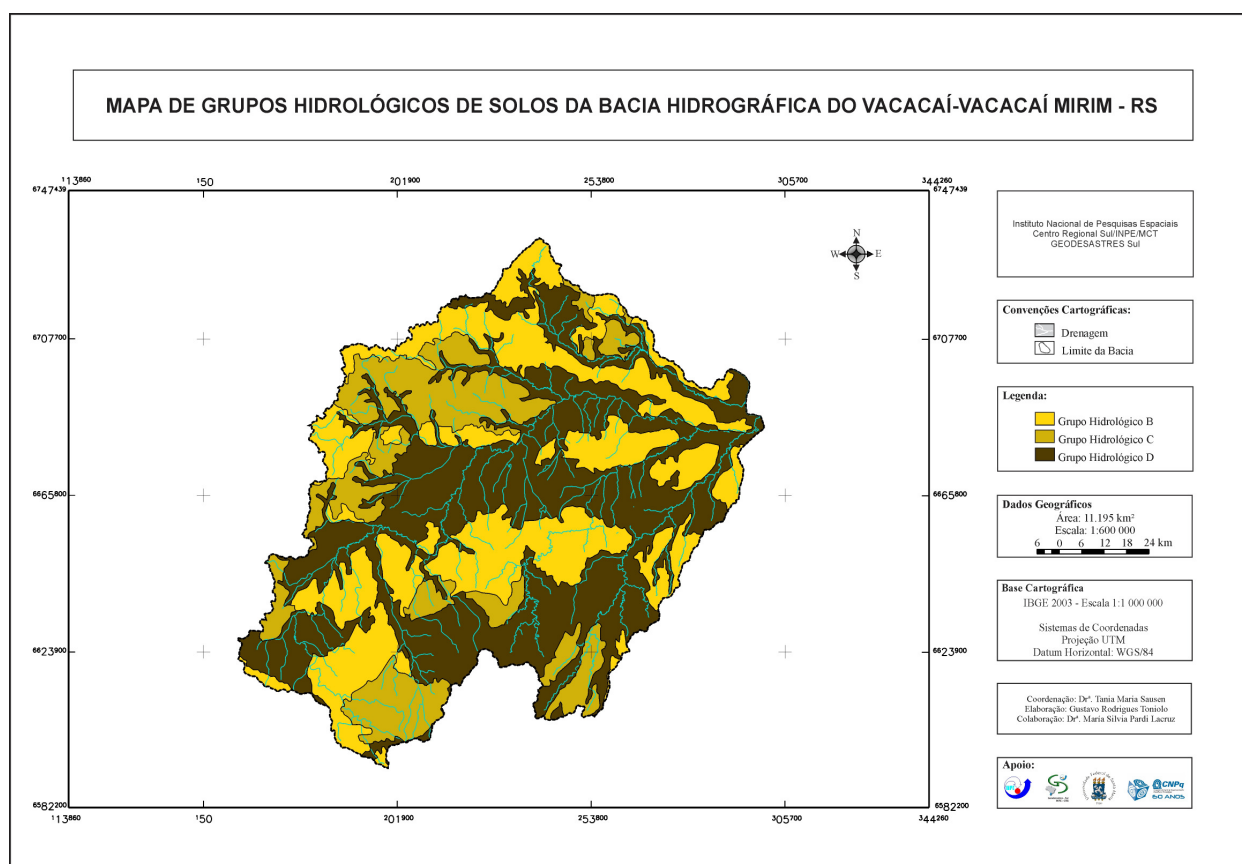 MAPA DE GRUPOS HIDROLÓGICOS DE SOLOS DA BACIA HIDROGRÁFICA DO VACACAÍ-VACACAÍ MIRIM - RS
113860 150 201900 253800 305700 344260
6747439 6747439
N
W E
S
6707700 6707700
6665800 6665800
6623900 6623900
6582200 6582200
113860 150 201900 253800 305700 344260
Instituto Nacional de Pesquisas Espaciais
Centro Regional Sul/INPE/MCT
GEODESASTRES Sul
Convenções Cartográficas:
Drenagem
Limite da Bacia
Legenda:
Grupo Hidrológico B
Grupo Hidrológico C
Grupo Hidrológico D
Dados Geográficos
Área: 11.195 km²
Escala: 1:600 000
6 0 6 12 18 24 km
Base Cartográfica
IBGE 2003 - Escala 1:1 000 000
Sistemas de Coordenadas
Projeção UTM
Datum Horizontal: WGS/84
Coordenação: Drª. Tania Maria Sausen
Elaboração: Gustavo Rodrigues Toniolo
Colaboração: Drª. María Silvia Pardi Lacruz
Apoio:
CNPq
60 ANOS